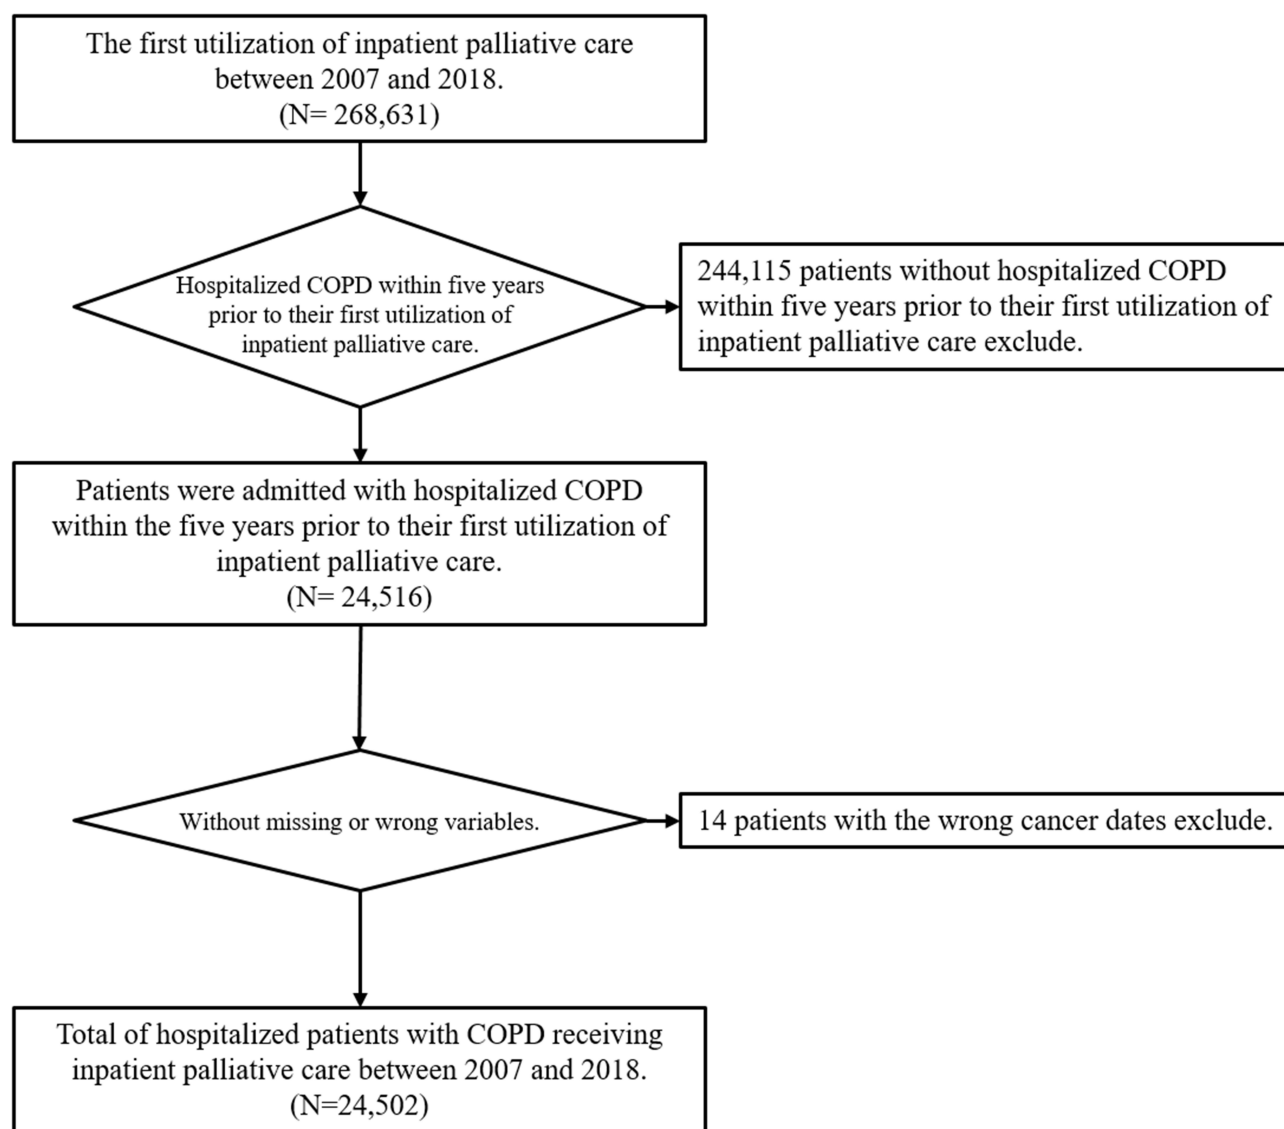 The first utilization of inpatient palliative care
between 2007 and 2018.
(N= 268,631)
Hospitalized COPD within five years
prior to their first utilization of
inpatient palliative care.
244,115 patients without hospitalized COPD
within five years prior to their first utilization of
inpatient palliative care exclude.
Patients were admitted with hospitalized COPD
within the five years prior to their first utilization of
inpatient palliative care.
(N= 24,516)
Without missing or wrong variables.
14 patients with the wrong cancer dates exclude.
Total of hospitalized patients with COPD receiving
inpatient palliative care between 2007 and 2018.
(N=24,502)